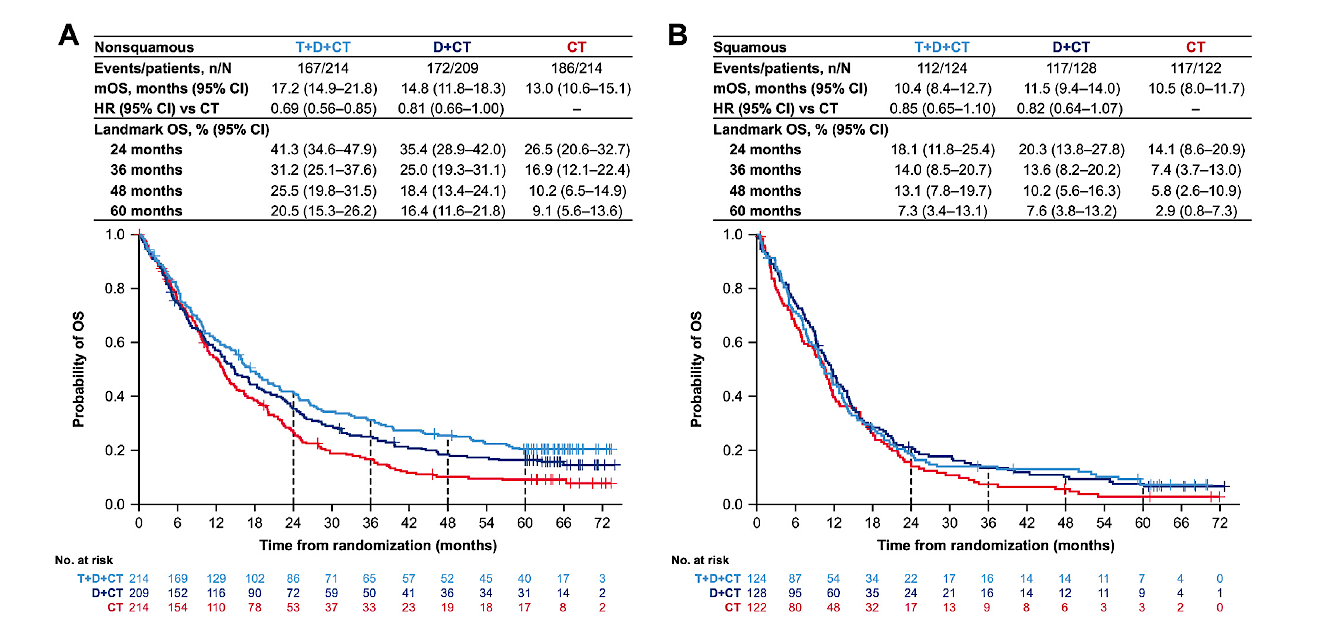 A
Nonsquamous T+D+CT D+CT CT
Events/patients, n/N 167/214 172/209 186/214
mOS, months (95% CI) 17.2 (14.9–21.8) 14.8 (11.8–18.3) 13.0 (10.6–15.1)
HR (95% CI) vs CT 0.69 (0.56–0.85) 0.81 (0.66–1.00) –
Landmark OS, % (95% CI)
24 months 41.3 (34.6–47.9) 35.4 (28.9–42.0) 26.5 (20.6–32.7)
36 months 31.2 (25.1–37.6) 25.0 (19.3–31.1) 16.9 (12.1–22.4)
48 months 25.5 (19.8–31.5) 18.4 (13.4–24.1) 10.2 (6.5–14.9)
60 months 20.5 (15.3–26.2) 16.4 (11.6–21.8) 9.1 (5.6–13.6)
1.0
0.8
0.6
0.4
0.2
0.0
Probability of OS
0 6 12 18 24 30 36 42 48 54 60 66 72
Time from randomization (months)
No. at risk
T+D+CT 214 169 129 102 86 71 65 57 52 45 40 17 3
D+CT 209 152 116 90 72 59 50 41 36 34 31 14 2
CT 214 154 110 78 53 37 33 23 19 18 17 8 2
B
Squamous T+D+CT D+CT CT
Events/patients, n/N 112/124 117/128 117/122
mOS, months (95% CI) 10.4 (8.4–12.7) 11.5 (9.4–14.0) 10.5 (8.0–11.7)
HR (95% CI) vs CT 0.85 (0.65–1.10) 0.82 (0.64–1.07) –
Landmark OS, % (95% CI)
24 months 18.1 (11.8–25.4) 20.3 (13.8–27.8) 14.1 (8.6–20.9)
36 months 14.0 (8.5–20.7) 13.6 (8.2–20.2) 7.4 (3.7–13.0)
48 months 13.1 (7.8–19.7) 10.2 (5.6–16.3) 5.8 (2.6–10.9)
60 months 7.3 (3.4–13.1) 7.6 (3.8–13.2) 2.9 (0.8–7.3)
1.0
0.8
0.6
0.4
0.2
0.0
Probability of OS
0 6 12 18 24 30 36 42 48 54 60 66 72
Time from randomization (months)
No. at risk
T+D+CT 124 87 54 34 22 17 16 14 14 11 7 4 0
D+CT 128 95 60 35 24 21 16 14 12 11 9 4 1
CT 122 80 48 32 17 13 9 8 6 3 3 2 0